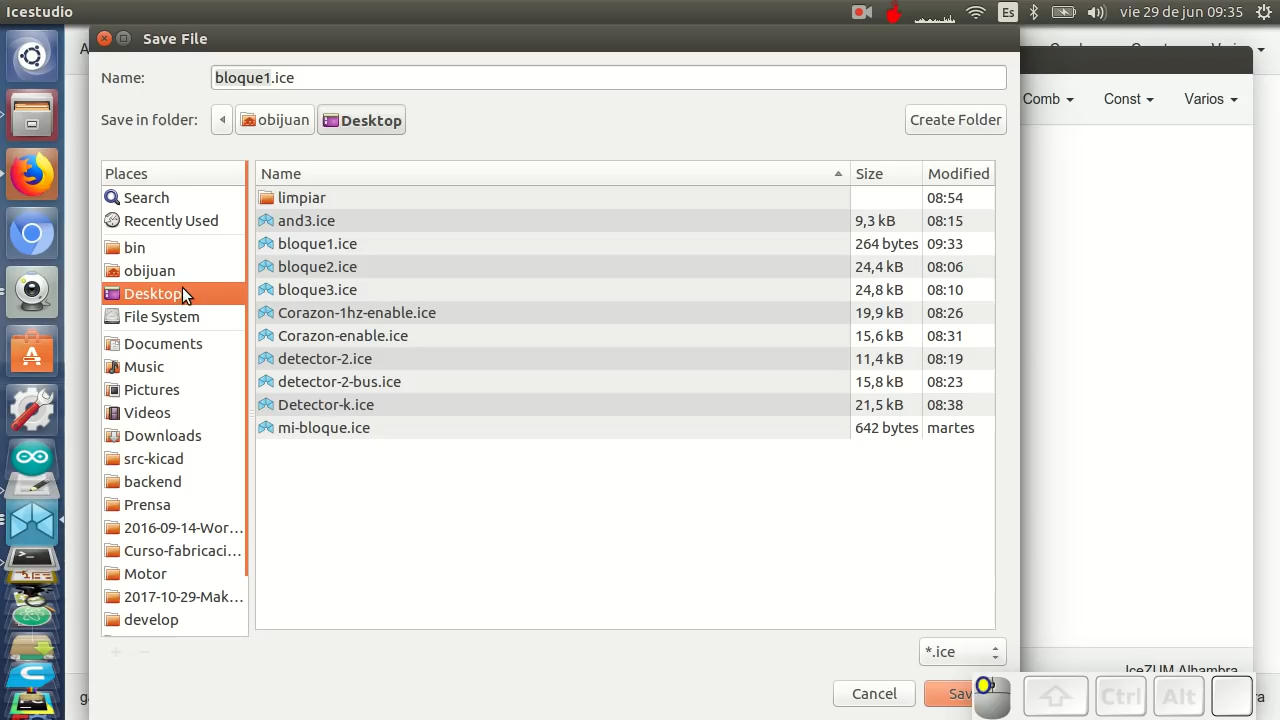 Icestudio
Es
vie 29 de jun 09:35
Save File
Name:
bloque1.ice
Save in folder:
obijuan
Desktop
Create Folder
Comb
Const
Varios
Places
Search
Recently Used
bin
obijuan
Desktop
File System
Documents
Music
Pictures
Videos
Downloads
src-kicad
backend
Prensa
2016-09-14-Wor...
Curso-fabricaci...
Motor
2017-10-29-Mak...
develop
Name Size Modified
limpiar 08:54
and3.ice 9,3 kB 08:15
bloque1.ice 264 bytes 09:33
bloque2.ice 24,4 kB 08:06
bloque3.ice 24,8 kB 08:10
Corazon-1hz-enable.ice 19,9 kB 08:26
Corazon-enable.ice 15,6 kB 08:31
detector-2.ice 11,4 kB 08:19
detector-2-bus.ice 15,8 kB 08:23
Detector-k.ice 21,5 kB 08:38
mi-bloque.ice 642 bytes martes
*.ice
IceZUM Alhambra
Cancel
Sav
Ctrl
Alt